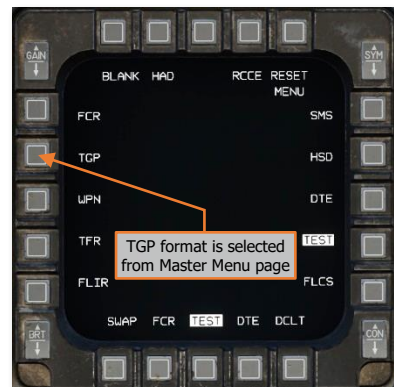 GAIN
SYM
BLANK HAD RCCE RESET
MENU
FCR SMS
TGP HSD
WPN DTE
TFR TEST
TGP format is selected
from Master Menu page
FLIR FLCS
SWAP FCR TEST DTE DCLT
BRT
CON